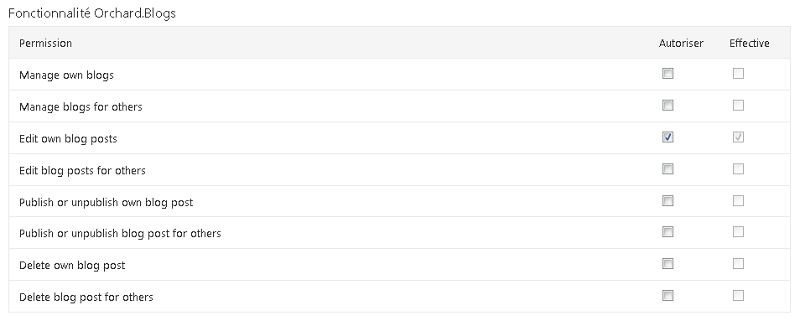 Fonctionnalité Orchard.Blogs
Permission Autoriser Effective
Manage own blogs
Manage blogs for others
Edit own blog posts
Edit blog posts for others
Publish or unpublish own blog post
Publish or unpublish blog post for others
Delete own blog post
Delete blog post for others